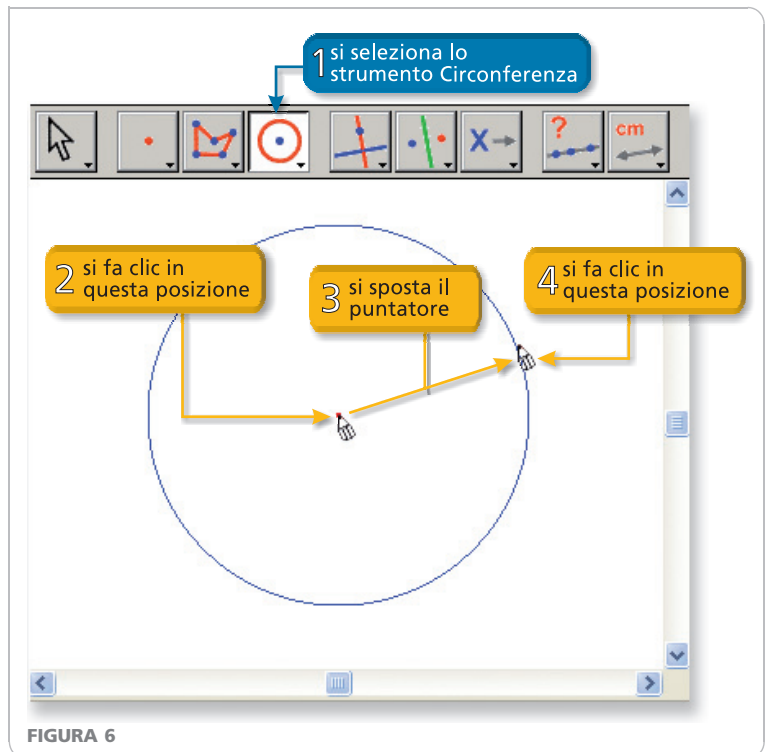 1 si seleziona lo
strumento Circonferenza
? cm
X
2 si fa clic in
questa posizione
3 si sposta il
puntatore
4 si fa clic in
questa posizione
FIGURA 6